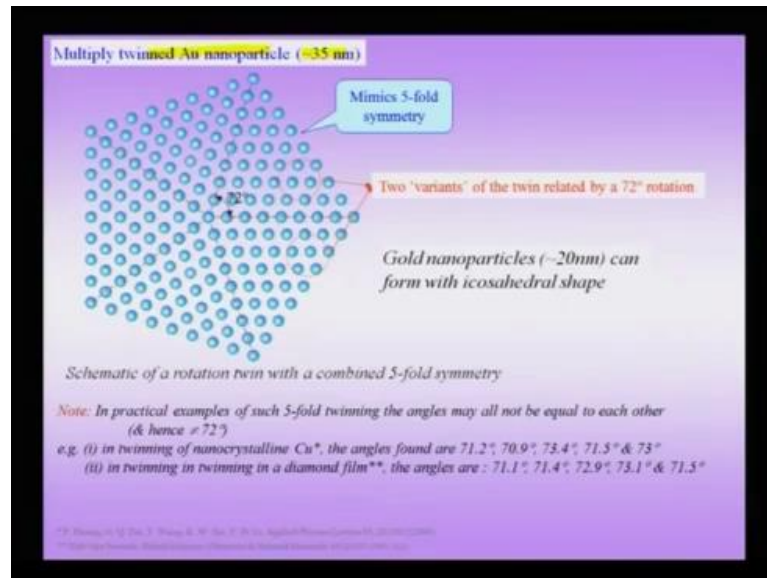 Multiply twinned Au nanoparticle (~35 nm)
Mimics 5-fold
symmetry
72°
Two ‘variants’ of the twin related by a 72° rotation
Gold nanoparticles (~20nm) can
form with icosahedral shape
Schematic of a rotation twin with a combined 5-fold symmetry
Note: In practical examples of such 5-fold twinning the angles may all not be equal to each other
(& hence ≠ 72°)
e.g. (i) in twinning of nanocrystalline Cu*, the angles found are 71.2°, 70.9°, 73.4°, 71.5° & 73°
(ii) in twinning in twinning in a diamond film**, the angles are : 71.1°, 71.4°, 72.9°, 73.1° & 71.5°